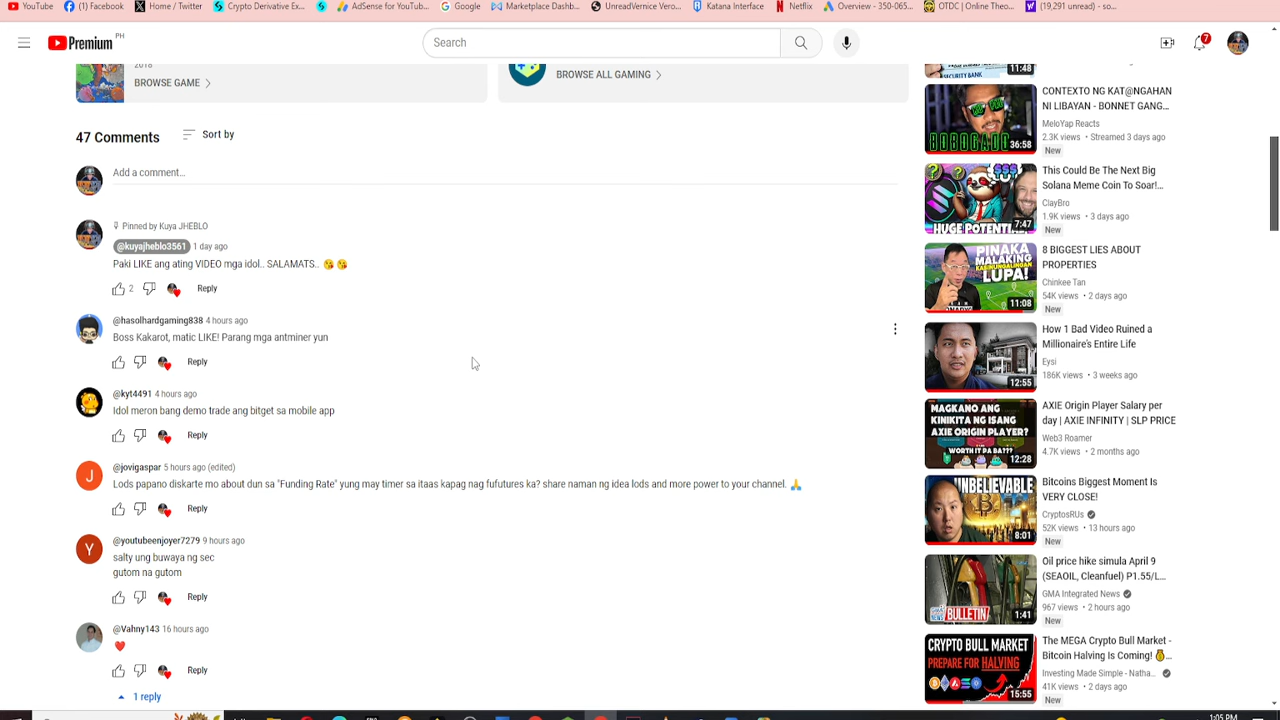 YouTube
(1) Facebook
Home / Twitter
Crypto Derivative Ex...
AdSense for YouTub...
Google
Marketplace Dashb...
UnreadVernice Vero...
Katana Interface
Netflix
Overview - 350-065...
OTDC | Online Theo...
(19,291 unread) - so...
Premium PH
Search
7
2018
BROWSE GAME
BROWSE ALL GAMING
47 Comments
Sort by
Add a comment...
Pinned by Kuya JHEBLO
@kuyajheblo3561 1 day ago
Paki LIKE ang ating VIDEO mga idol.. SALAMATS.. 😘😘
2
Reply
@hasolhardgaming838 4 hours ago
Boss Kakarot, matic LIKE! Parang mga antminer yun
Reply
@kyt4491 4 hours ago
Idol meron bang demo trade ang bitget sa mobile app
Reply
J
@jovigaspar 5 hours ago (edited)
Lods papano diskarte mo about dun sa "Funding Rate" yung may timer sa itaas kapag nag fufutures ka? share naman ng idea lods and more power to your channel. 🙏
Reply
Y
@youtubeenjoyer7279 9 hours ago
salty ung buwaya ng sec
gutom na gutom
Reply
@Vahny143 16 hours ago
❤️
Reply
1 reply
SECURITY BANK
11:48
BOBOGADO
36:58
CONTEXTO NG KAT@NGAHAN
NI LIBAYAN - BONNET GANG...
MeloYap Reacts
2.3K views • Streamed 3 days ago
New
$$$
HUGE POTENTIAL
7:47
This Could Be The Next Big
Solana Meme Coin To Soar!...
ClayBro
1.9K views • 3 days ago
New
PINAKA
MALAKING
KASINUNGALINGAN
LUPA!
11:08
8 BIGGEST LIES ABOUT
PROPERTIES
Chinkee Tan
54K views • 2 days ago
New
12:55
How 1 Bad Video Ruined a
Millionaire's Entire Life
Eysi
186K views • 3 weeks ago
MAGKANO ANG
KINIKITA NG ISANG
AXIE ORIGIN PLAYER?
WORTH IT PA BA???
12:28
AXIE Origin Player Salary per
day | AXIE INFINITY | SLP PRICE
Web3 Roamer
4.7K views • 2 months ago
UNBELIEVABLE
8:01
Bitcoins Biggest Moment Is
VERY CLOSE!
CryptosRUs
52K views • 13 hours ago
New
BULLETIN
1:41
Oil price hike simula April 9
(SEAOIL, Cleanfuel) P1.55/L...
GMA Integrated News
967 views • 2 hours ago
New
CRYPTO BULL MARKET
PREPARE FOR HALVING
15:55
The MEGA Crypto Bull Market -
Bitcoin Halving Is Coming! 💰...
Investing Made Simple - Natha...
41K views • 2 days ago
New
1:05 PM